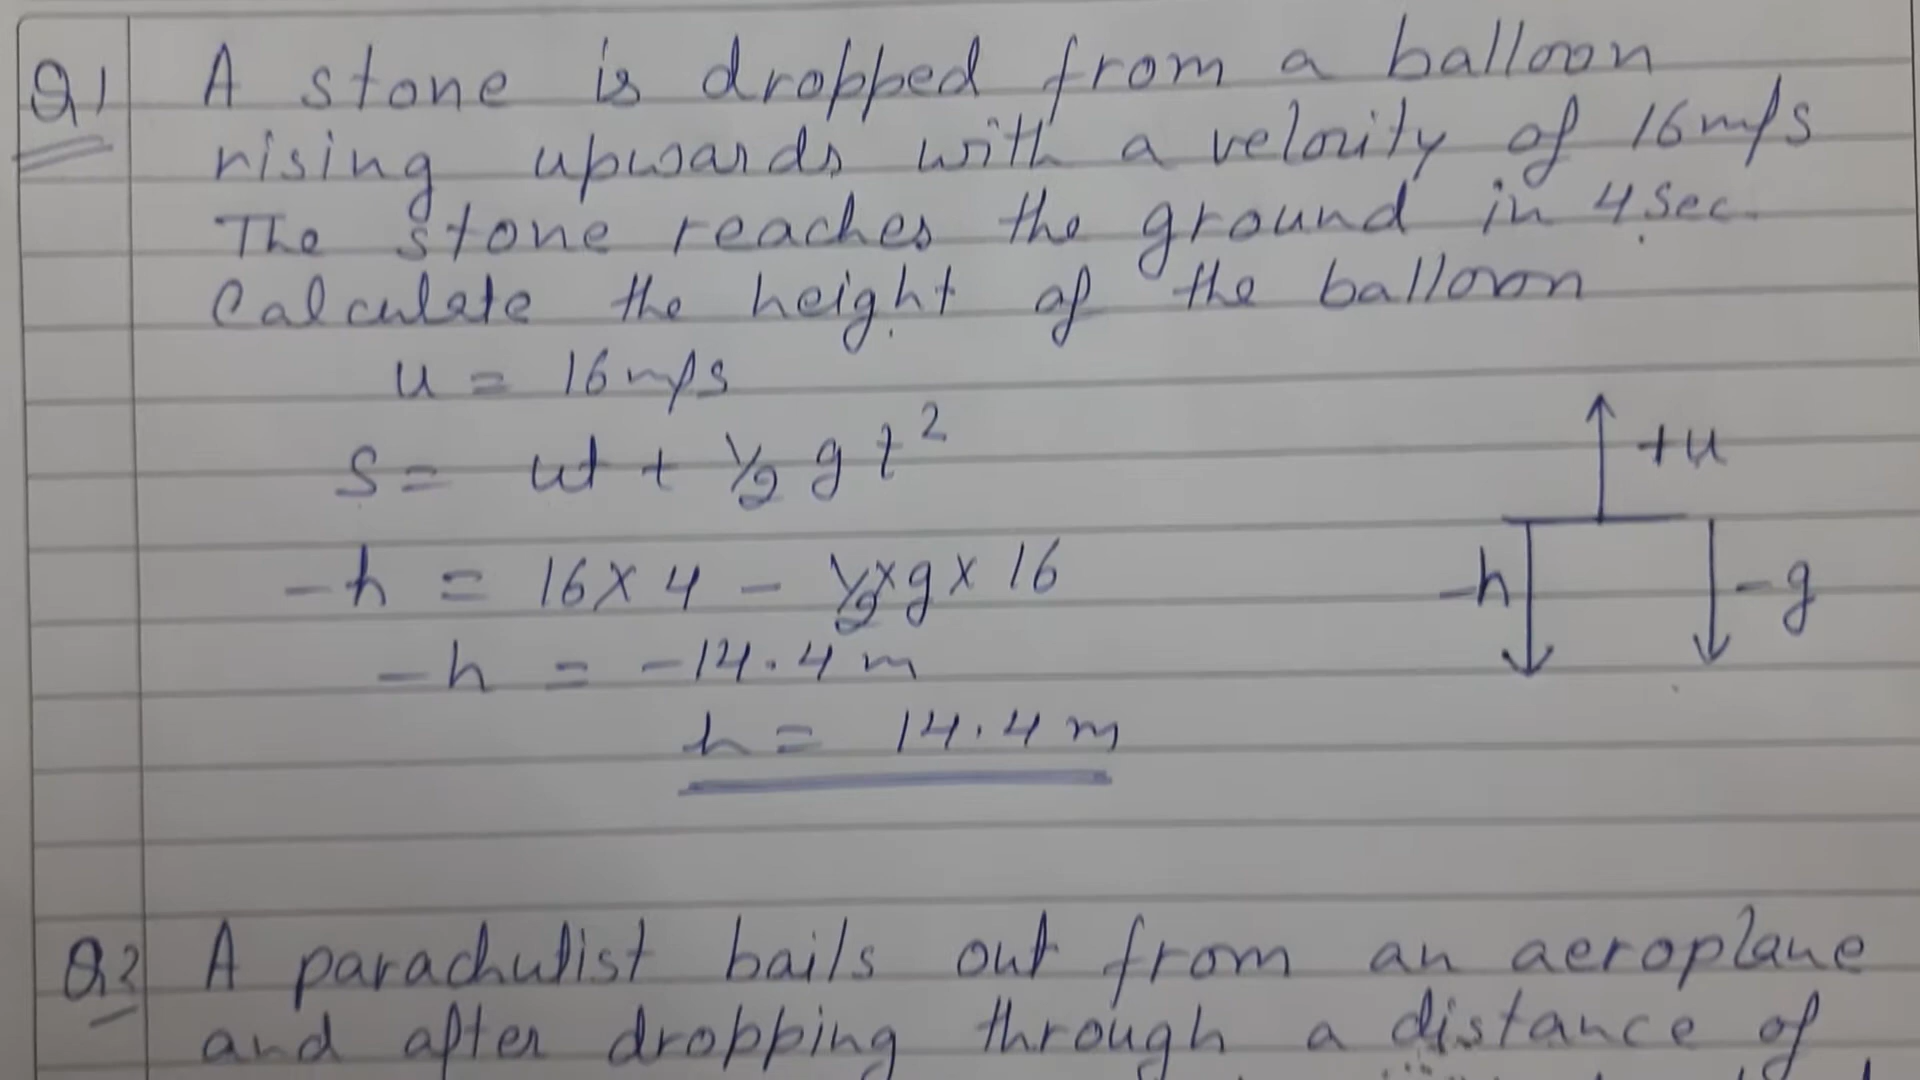 Q1 A stone is dropped from a balloon
rising upwards with a velocity of 16m/s
The stone reaches the ground in 4 sec.
Calculate the height of the balloon
u = 16m/s
S = ut + 1/2 g t²
-h = 16 × 4 - 1/2 × g × 16
-h = -14.4 m
h = 14.4 m
+u
-h
-g
Q2 A parachutist bails out from an aeroplane
and after dropping through a distance of